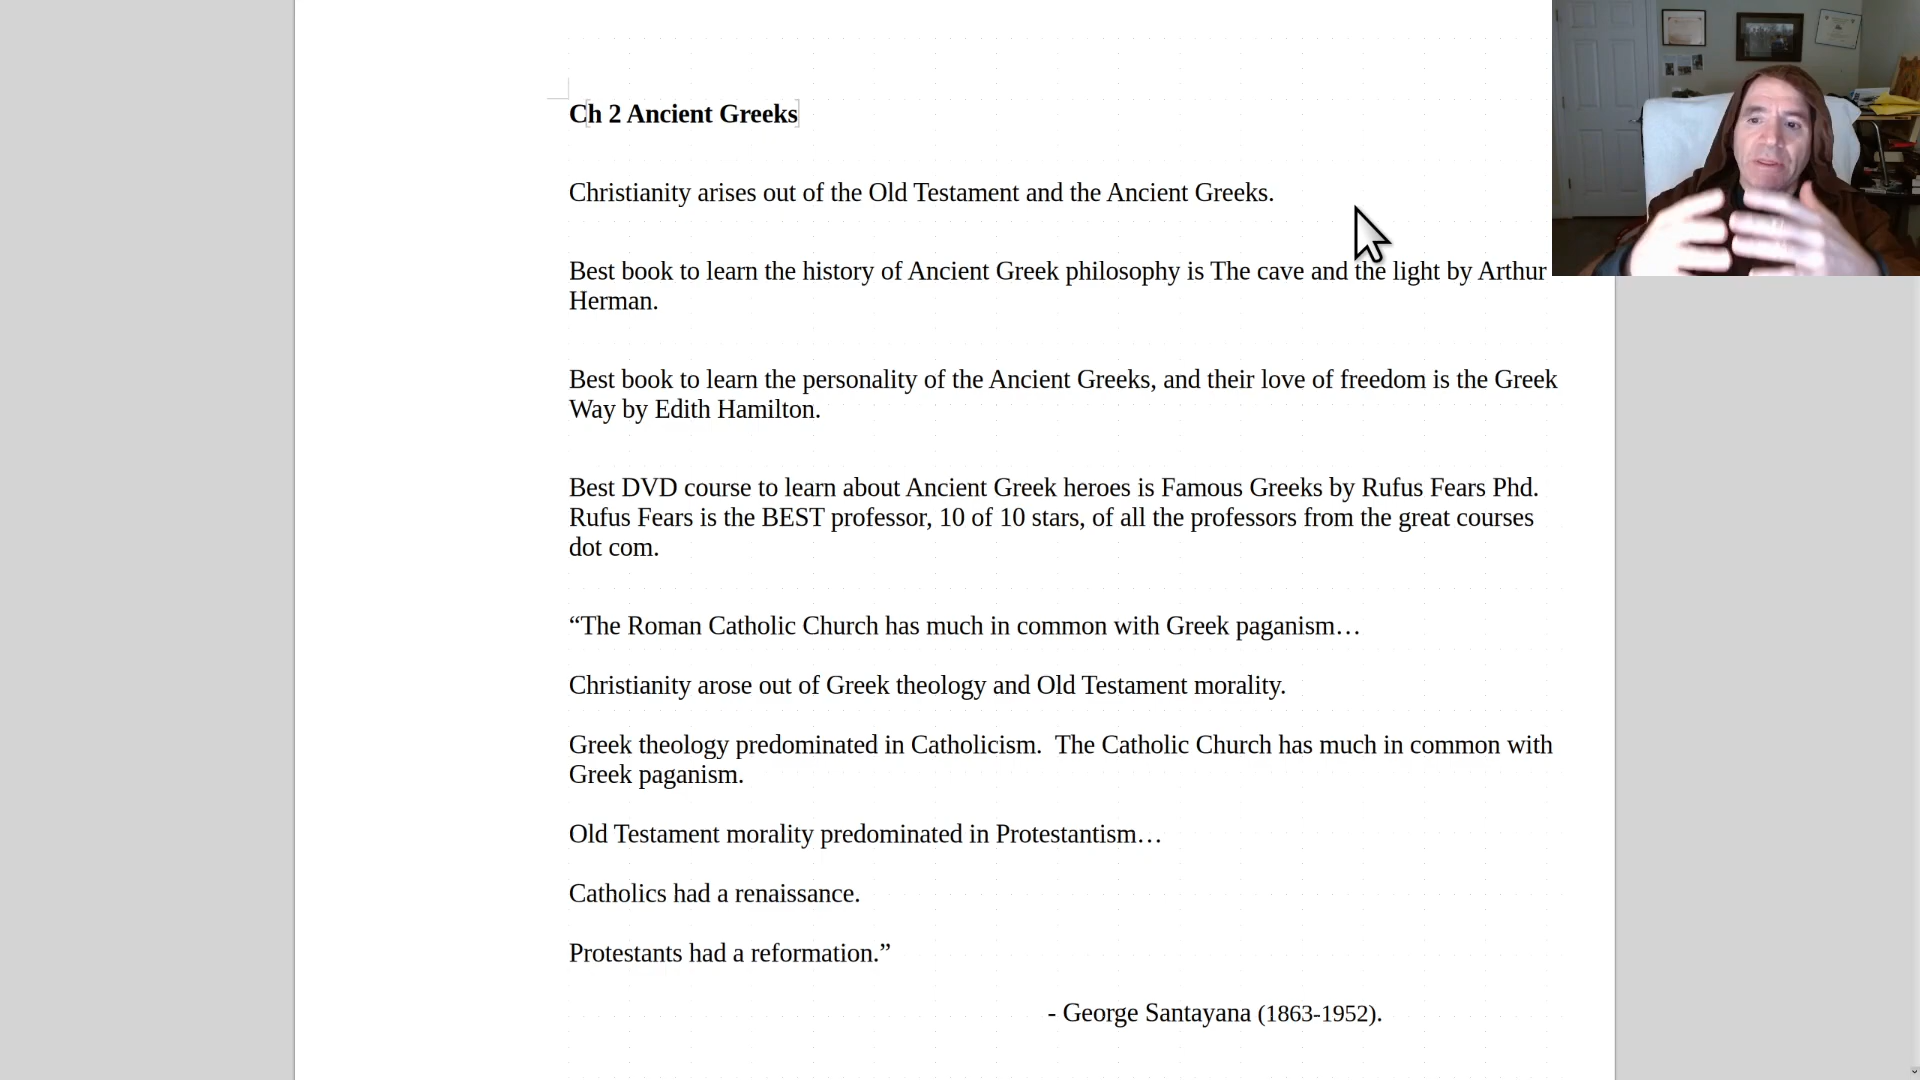 Ch 2 Ancient Greeks
Christianity arises out of the Old Testament and the Ancient Greeks.
Best book to learn the history of Ancient Greek philosophy is The cave and the light by Arthur
Herman.
Best book to learn the personality of the Ancient Greeks, and their love of freedom is the Greek
Way by Edith Hamilton.
Best DVD course to learn about Ancient Greek heroes is Famous Greeks by Rufus Fears Phd.
Rufus Fears is the BEST professor, 10 of 10 stars, of all the professors from the great courses
dot com.
“The Roman Catholic Church has much in common with Greek paganism…
Christianity arose out of Greek theology and Old Testament morality.
Greek theology predominated in Catholicism.  The Catholic Church has much in common with
Greek paganism.
Old Testament morality predominated in Protestantism…
Catholics had a renaissance.
Protestants had a reformation.”
- George Santayana (1863-1952).